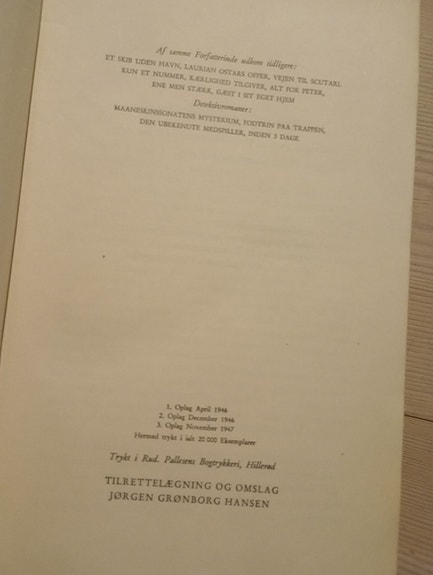 Af samme Forfatterinde udkom tidligere:
ET SKIB UDEN HAVN, LAURIAN OSTARS OFFER, VEJEN TIL SCUTARI.
KUN ET NUMMER, KÆRLIGHED TILGIVER, ALT FOR PETER,
ENE MEN STÆRK, GÆST I SIT EGET HJEM
Detektivromaner:
MAANESKINSSONATENS MYSTERIUM, FODTRIN PAA TRAPPEN,
DEN UBEKENDTE MEDSPILLER, INDEN 3 DAGE
1. Oplag April 1946
2. Oplag December 1946
3. Oplag November 1947
Hermed trykt i ialt 20 000 Eksemplarer
Trykt i Rud. Pallesens Bogtrykkeri, Hillerød
TILRETTELÆGNING OG OMSLAG
JØRGEN GRØNBORG HANSEN